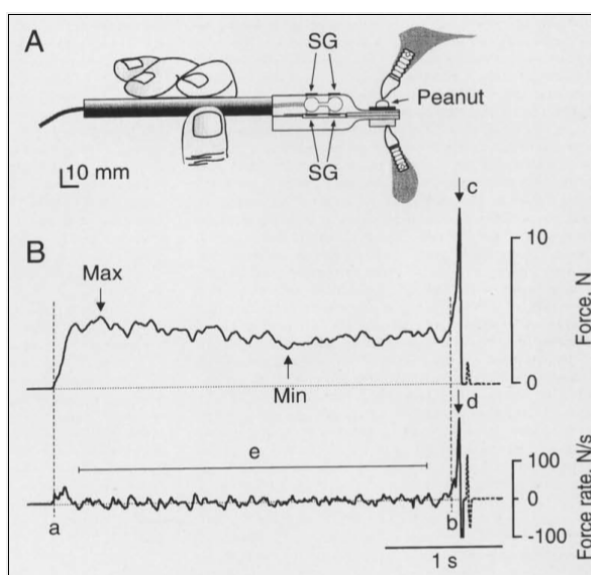 A
SG
Peanut
SG
10 mm
c
B
Max
10
Force, N
Min
0
d
e
100
0
-100
Force rate, N/s
a
b
1 s